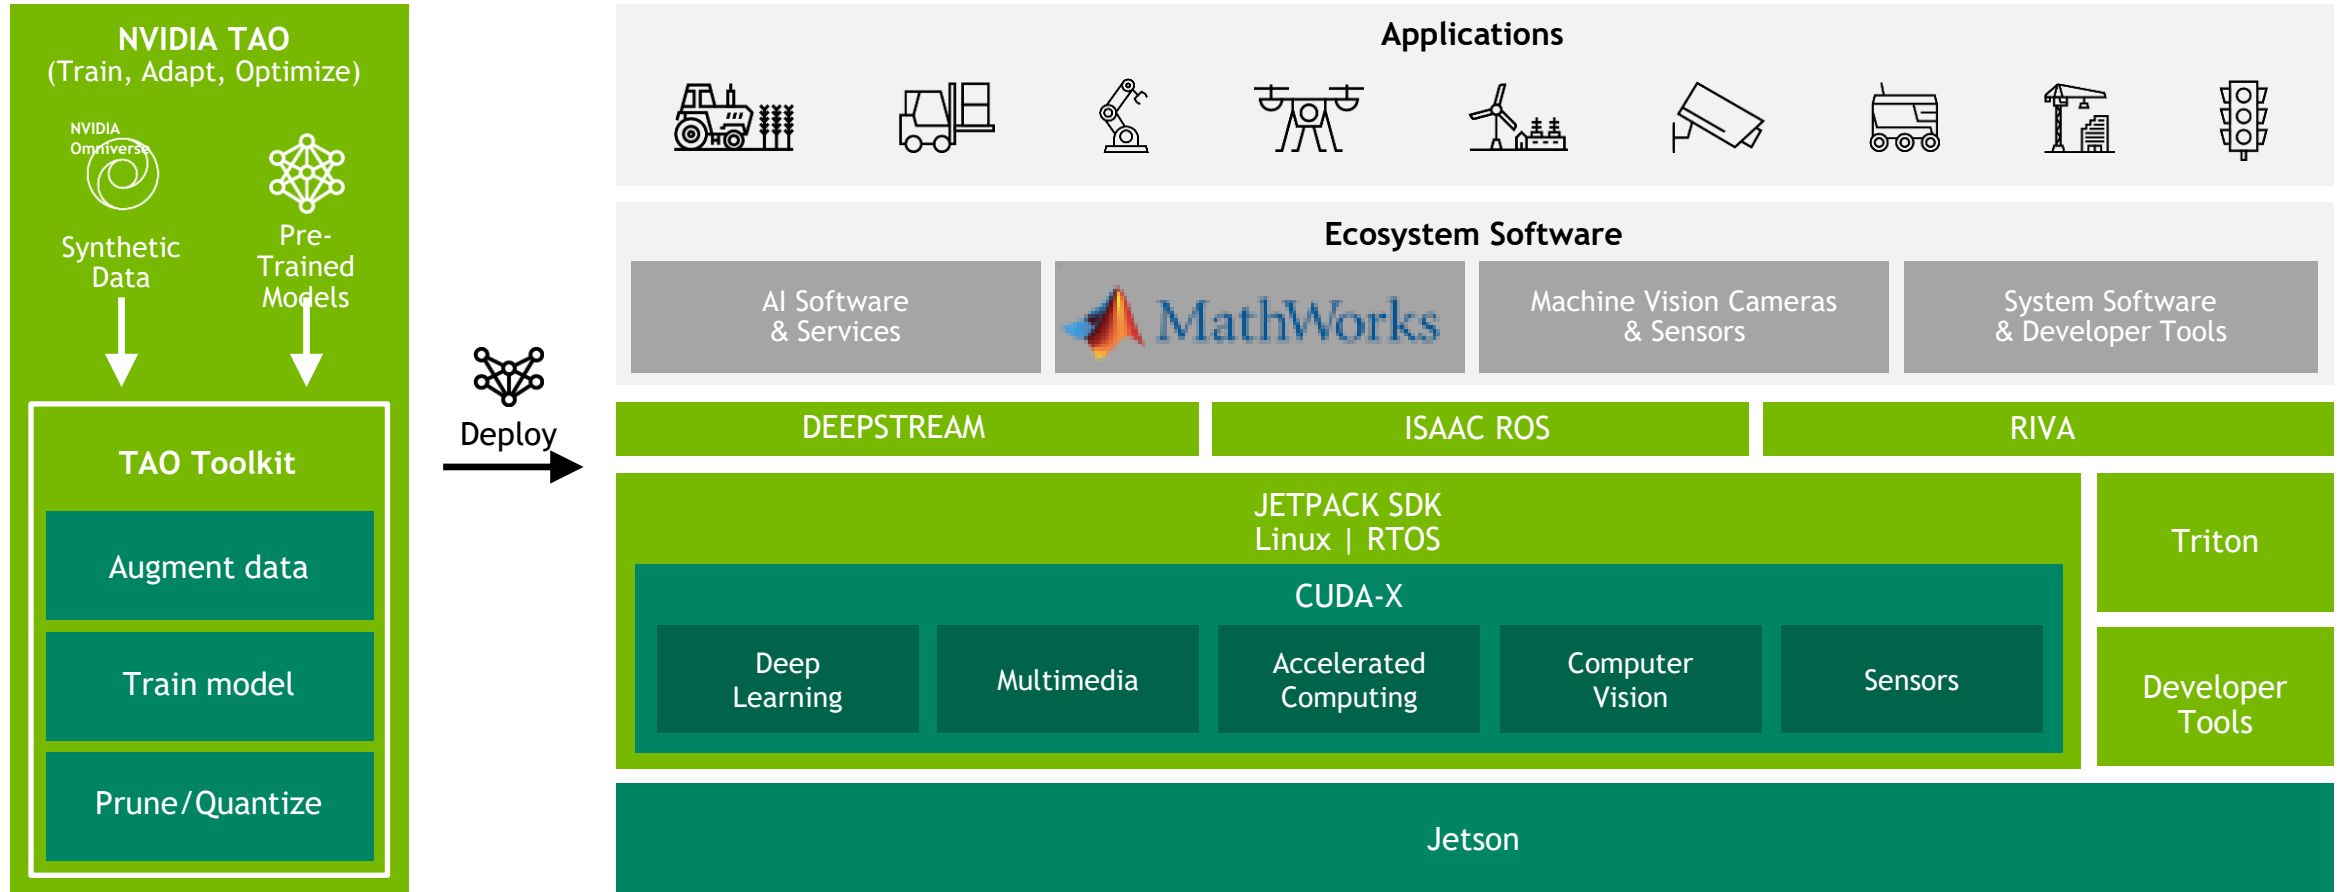 NVIDIA TAO
(Train, Adapt, Optimize)
NVIDIA
Omniverse
Synthetic
Data
Pre-
Trained
Models
TAO Toolkit
Augment data
Train model
Prune/Quantize
Deploy
Applications
Ecosystem Software
AI Software
& Services
MathWorks
Machine Vision Cameras
& Sensors
System Software
& Developer Tools
DEEPSTREAM
ISAAC ROS
RIVA
JETPACK SDK
Linux | RTOS
CUDA-X
Deep
Learning
Multimedia
Accelerated
Computing
Computer
Vision
Sensors
Triton
Developer
Tools
Jetson